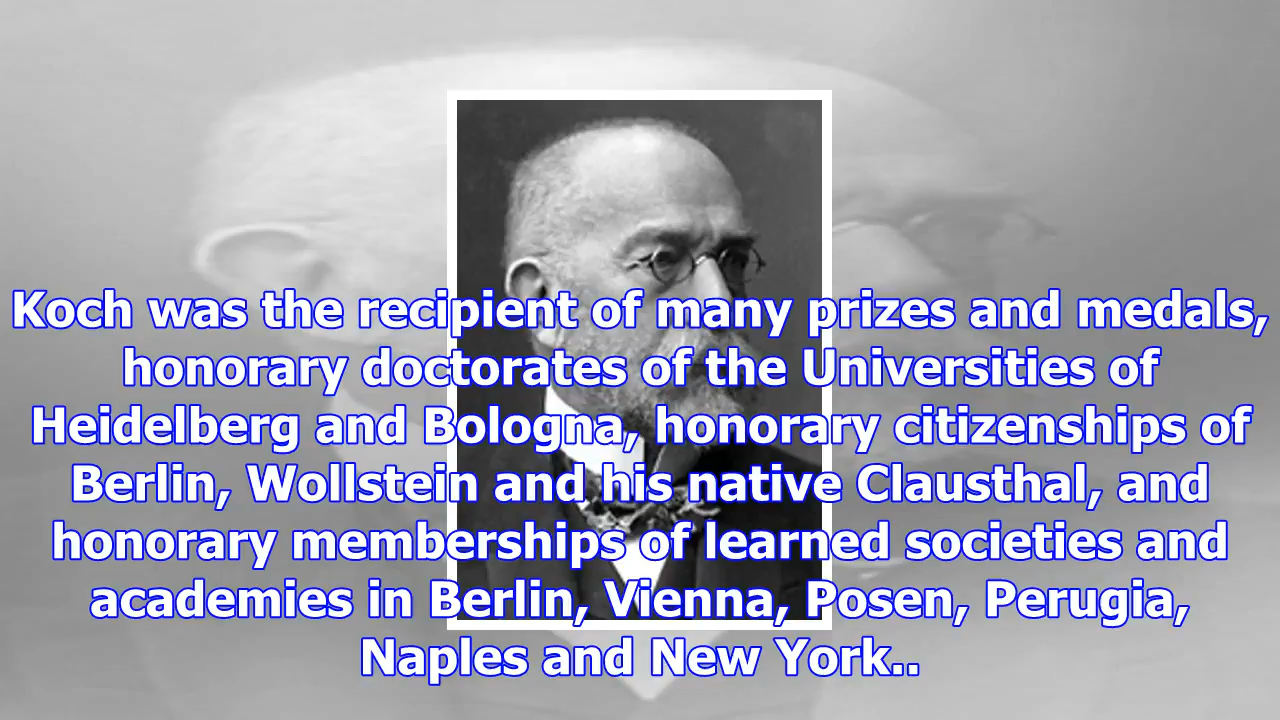 Koch was the recipient of many prizes and medals,
honorary doctorates of the Universities of
Heidelberg and Bologna, honorary citizenships of
Berlin, Wollstein and his native Clausthal, and
honorary memberships of learned societies and
academies in Berlin, Vienna, Posen, Perugia,
Naples and New York..